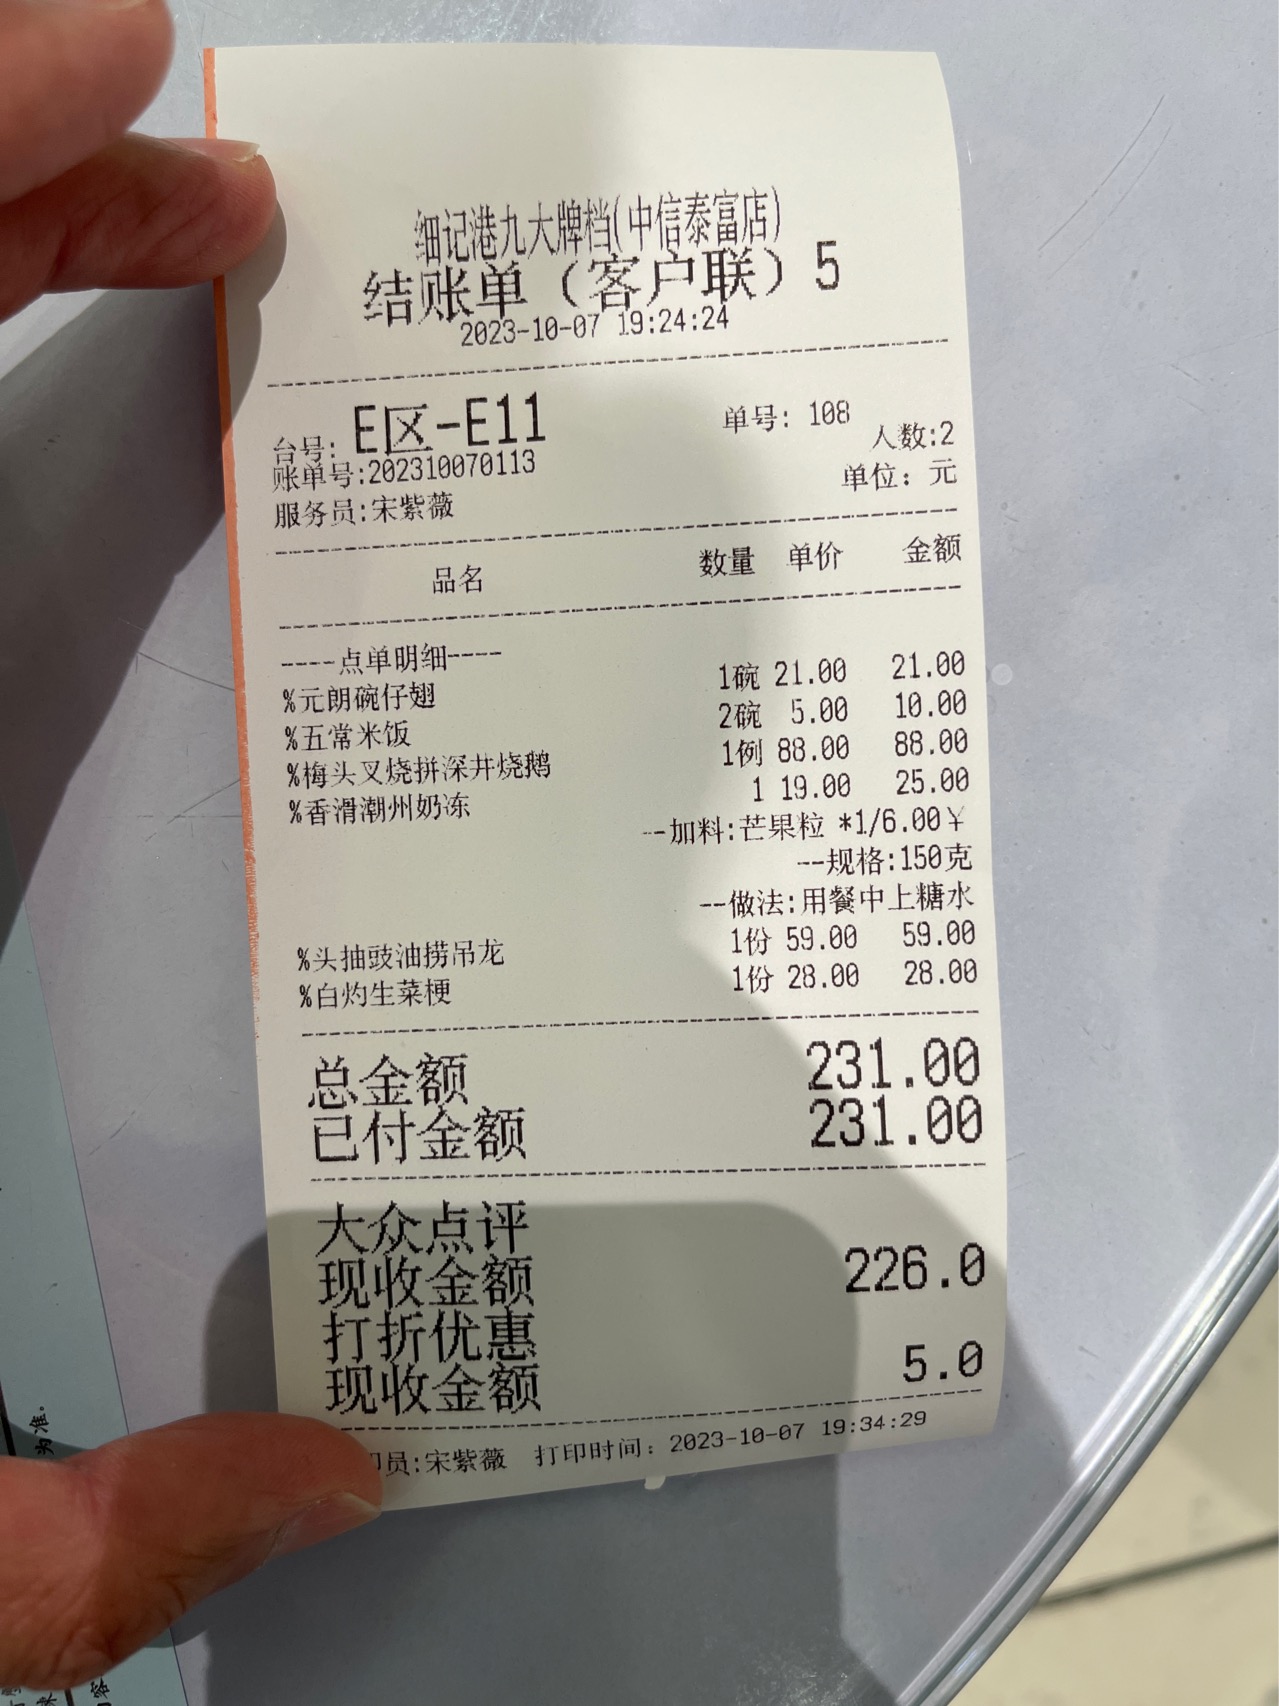 细记港九大牌档(中信泰富店)
结账单（客户联）5
2023-10-07 19:24:24
台号: E区-E11 单号: 108
人数:2
账单号:202310070113 单位: 元
服务员:宋紫薇
品名 数量 单价 金额
----点单明细----
%元朗碗仔翅 1碗 21.00 21.00
%五常米饭 2碗 5.00 10.00
%梅头叉烧拼深井烧鹅 1例 88.00 88.00
%香滑潮州奶冻 1 19.00 25.00
--加料:芒果粒 *1/6.00¥
--规格:150克
--做法:用餐中上糖水
%头抽豉油捞吊龙 1份 59.00 59.00
%白灼生菜梗 1份 28.00 28.00
总金额 231.00
已付金额 231.00
大众点评
现收金额 226.0
打折优惠
现收金额 5.0
印员:宋紫薇 打印时间: 2023-10-07 19:34:29
为准。